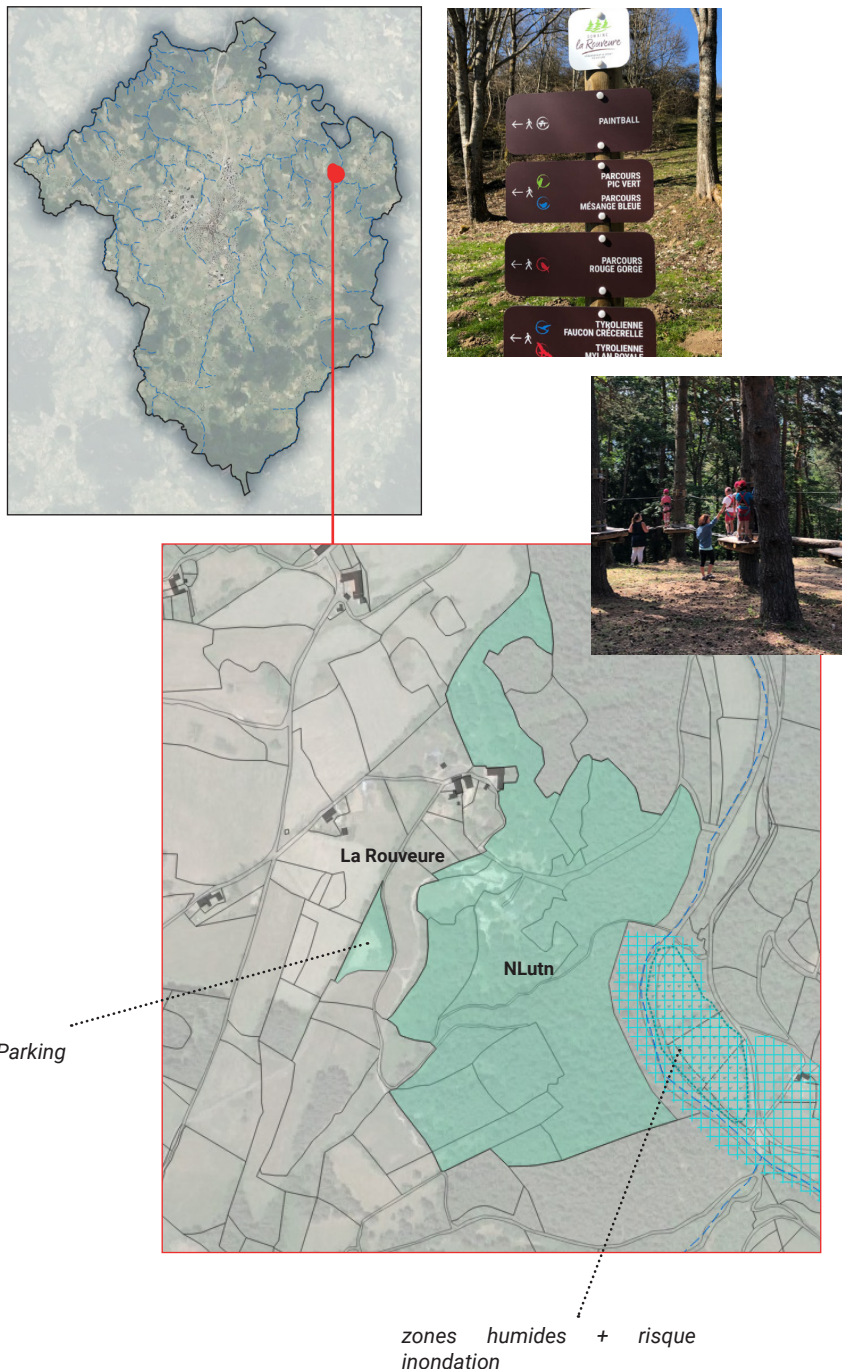 DOMAINE
la Rouveure
PAINTBALL
PARCOURS
PIC VERT
PARCOURS
MÉSANGE BLEUE
PARCOURS
ROUGE GORGE
TYROLIENNE
FAUCON CRÉCERELLE
TYROLIENNE
MYLAN ROYALE
La Rouveure
NLutn
Parking
zones humides + risque
inondation